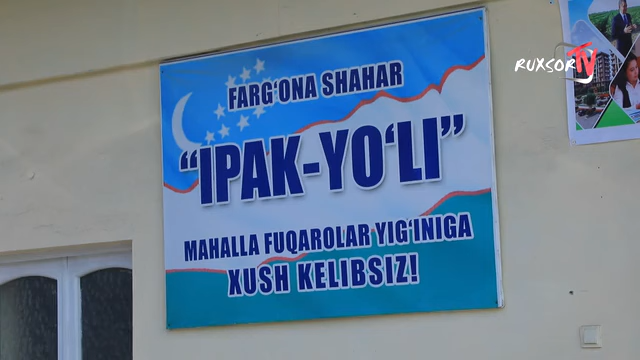 FARG‘ONA SHAHAR
“IPAK-YO‘LI”
MAHALLA FUQAROLAR YIG‘INIGA
XUSH KELIBSIZ!
RUXSOR TV